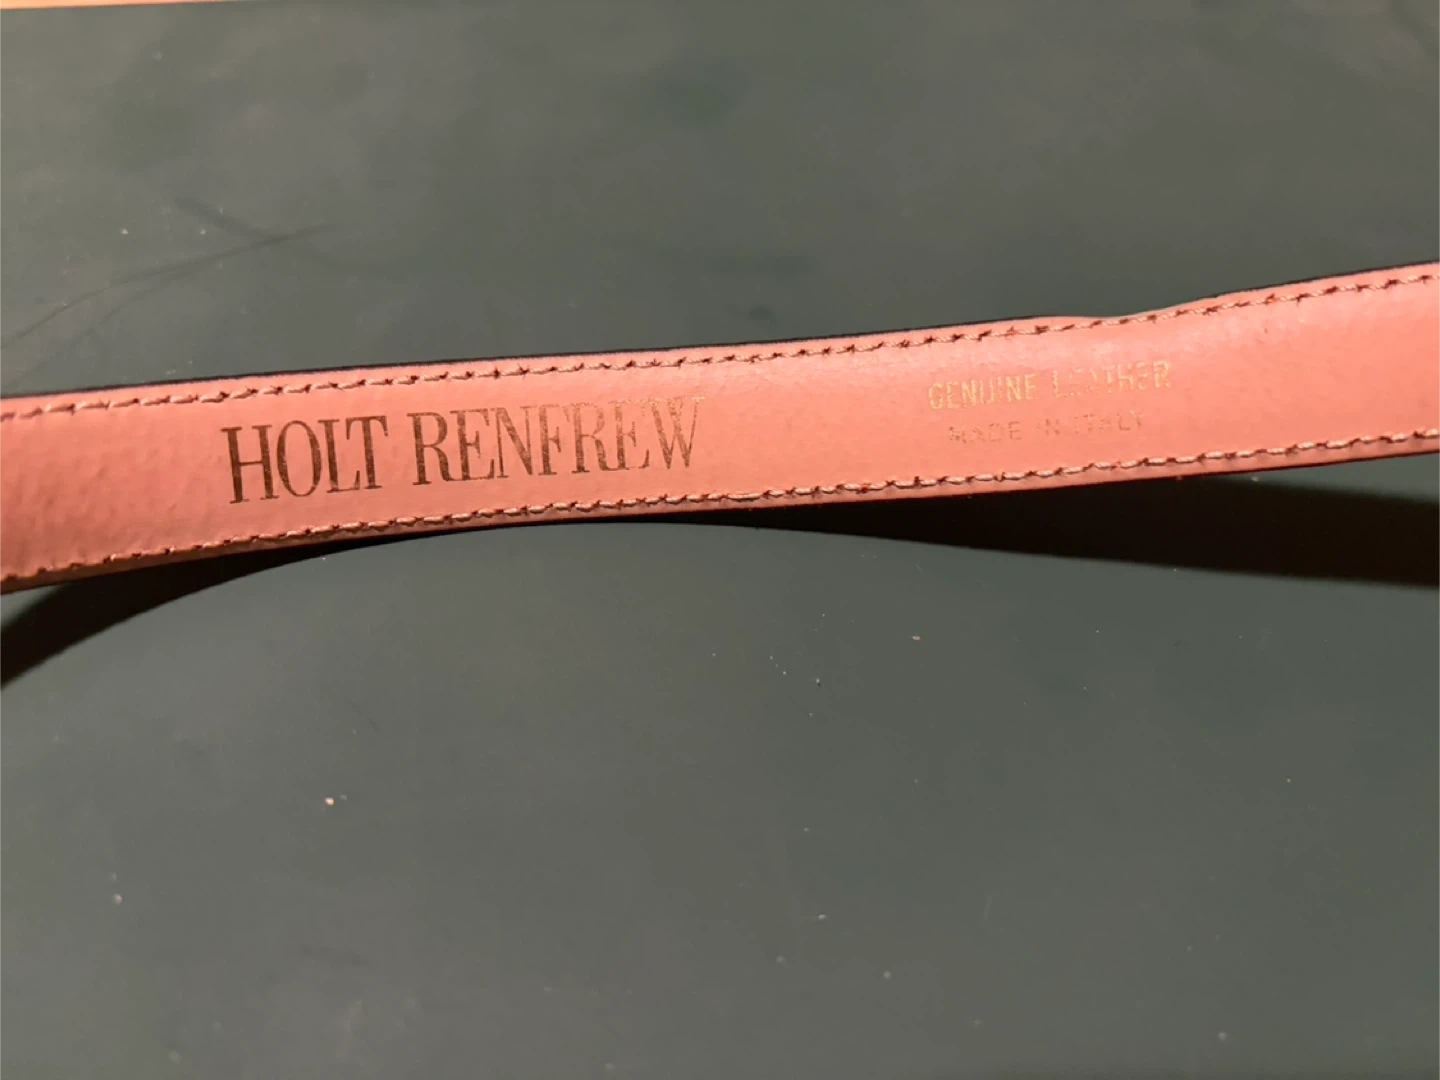 HOLT RENFREW
GENUINE LEATHER
MADE IN ITALY